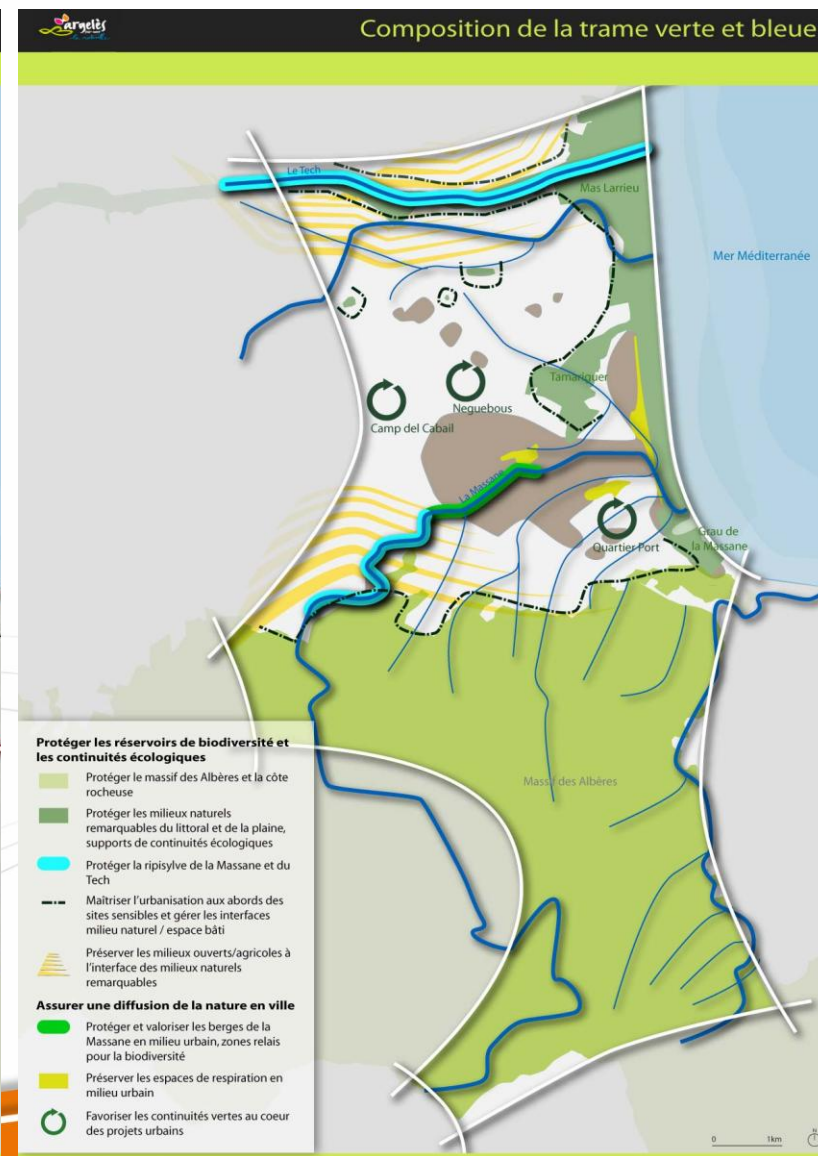 argelès
la naturelle
Composition de la trame verte et bleue
Le Tech
Mas Larrieu
Mer Méditerranée
Tamariguer
Neguebous
Camp del Cabail
La Massane
Quartier Port
Grau de
la Massane
Massif des Albères
Protéger les réservoirs de biodiversité et
les continuités écologiques
Protéger le massif des Albères et la côte
rocheuse
Protéger les milieux naturels
remarquables du littoral et de la plaine,
supports de continuités écologiques
Protéger la ripisylve de la Massane et du
Tech
Maîtriser l'urbanisation aux abords des
sites sensibles et gérer les interfaces
milieu naturel / espace bâti
Préserver les milieux ouverts/agricoles à
l'interface des milieux naturels
remarquables
Assurer une diffusion de la nature en ville
Protéger et valoriser les berges de la
Massane en milieu urbain, zones relais
pour la biodiversité
Préserver les espaces de respiration en
milieu urbain
Favoriser les continuités vertes au coeur
des projets urbains
0 1km
N